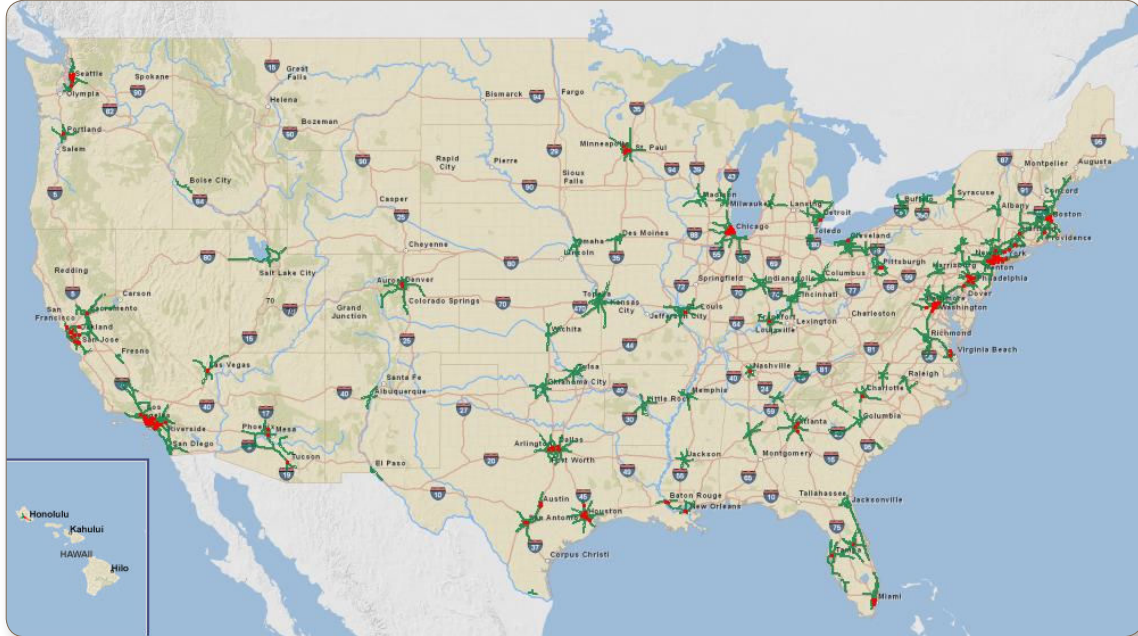 Seattle
Olympia
Spokane
Great
Falls
Helena
Bozeman
Bismarck
Fargo
Portland
Salem
Boise City
Minneapolis
St. Paul
Rapid
City
Pierre
Sioux
Falls
Casper
Cheyenne
Madison
Milwaukee
Lansing
Detroit
Toledo
Chicago
Cleveland
Buffalo
Syracuse
Albany
Montpelier
Augusta
Concord
Boston
Providence
Pittsburgh
Harrisburg
Philadelphia
Dover
Washington
Richmond
Virginia Beach
Omaha
Lincoln
Des Moines
Redding
Carson
Sacramento
San
Francisco
Oakland
San Jose
Fresno
Salt Lake City
Grand
Junction
Denver
Colorado Springs
Topeka
Kansas
City
Wichita
Springfield
Indianapolis
Columbus
Jefferson City
Louis
Frankfort
Louisville
Lexington
Charleston
Las Vegas
Los
Riverside
San Diego
Phoenix
Mesa
Tucson
Santa Fe
Albuquerque
El Paso
Tulsa
Oklahoma City
Little Rock
Memphis
Nashville
Raleigh
Charlotte
Columbia
Atlanta
Montgomery
Arlington
Dallas
Fort Worth
Jackson
Baton Rouge
New Orleans
Austin
San Antonio
Houston
Corpus Christi
Tallahassee
Jacksonville
Tampa
Miami
Honolulu
Kahului
HAWAII
Hilo